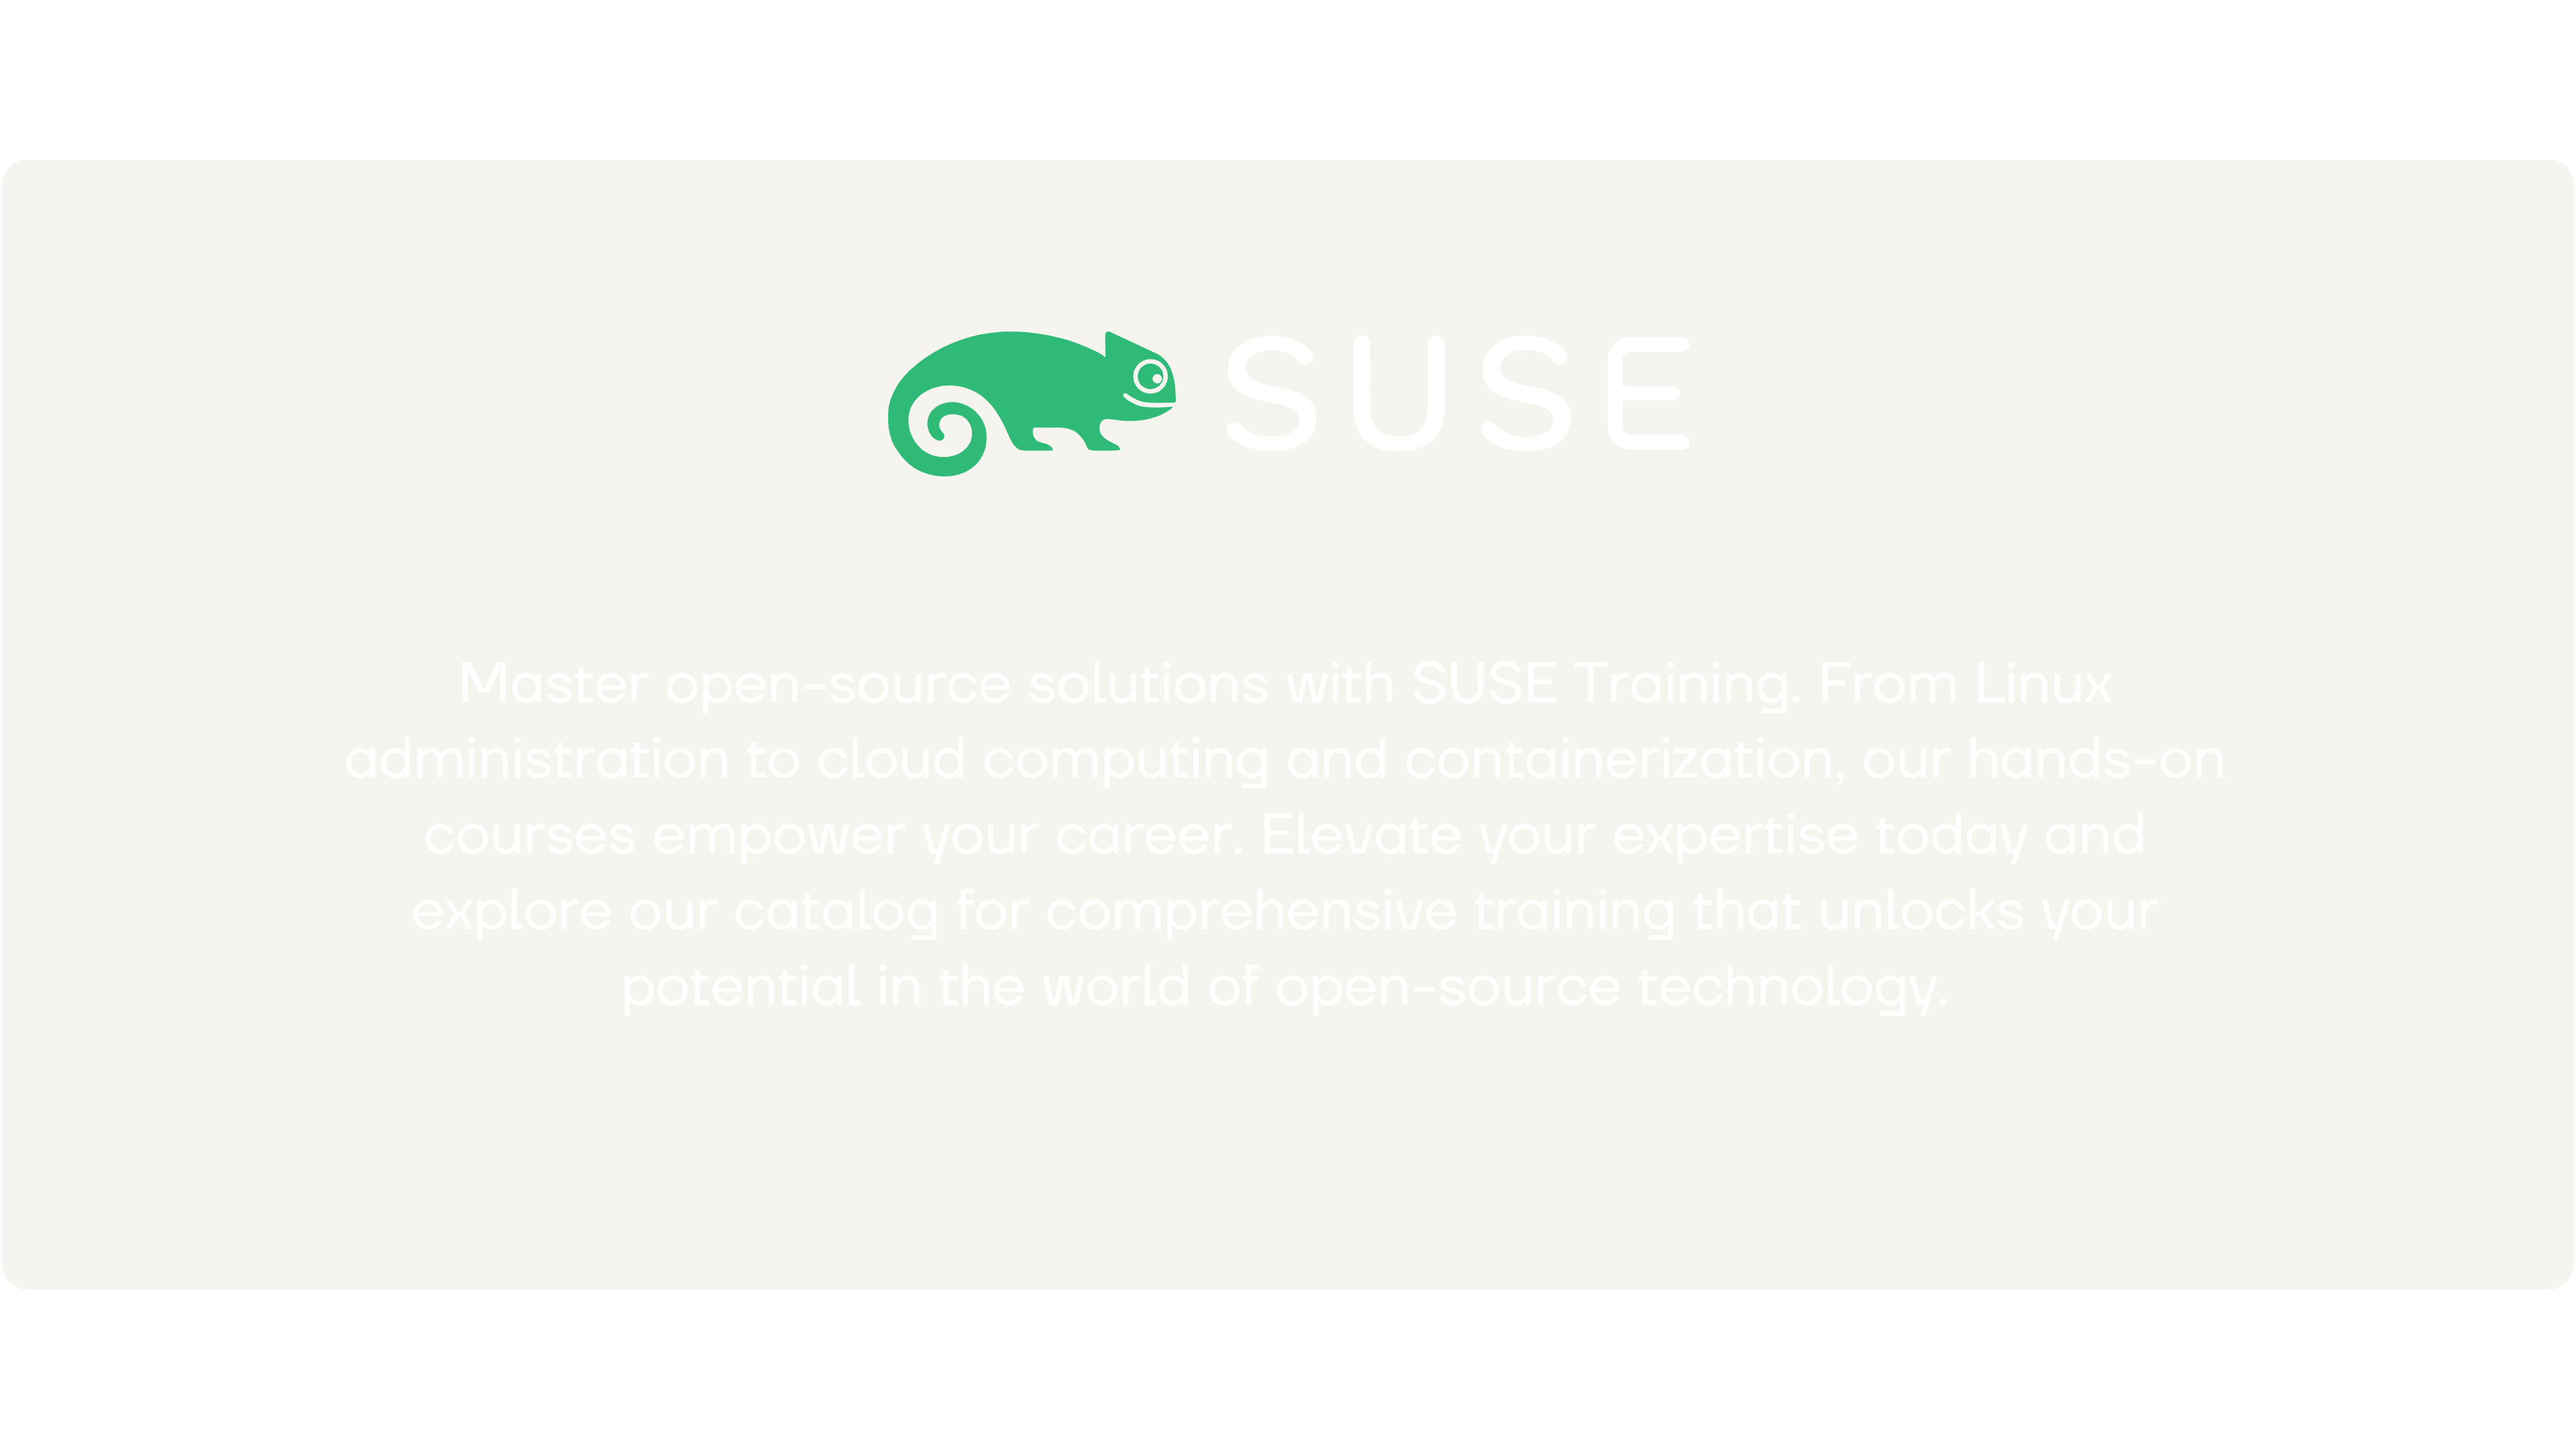 SUSE
Master open-source solutions with SUSE Training. From Linux
administration to cloud computing and containerization, our hands-on
courses empower your career. Elevate your expertise today and
explore our catalog for comprehensive training that unlocks your
potential in the world of open-source technology.